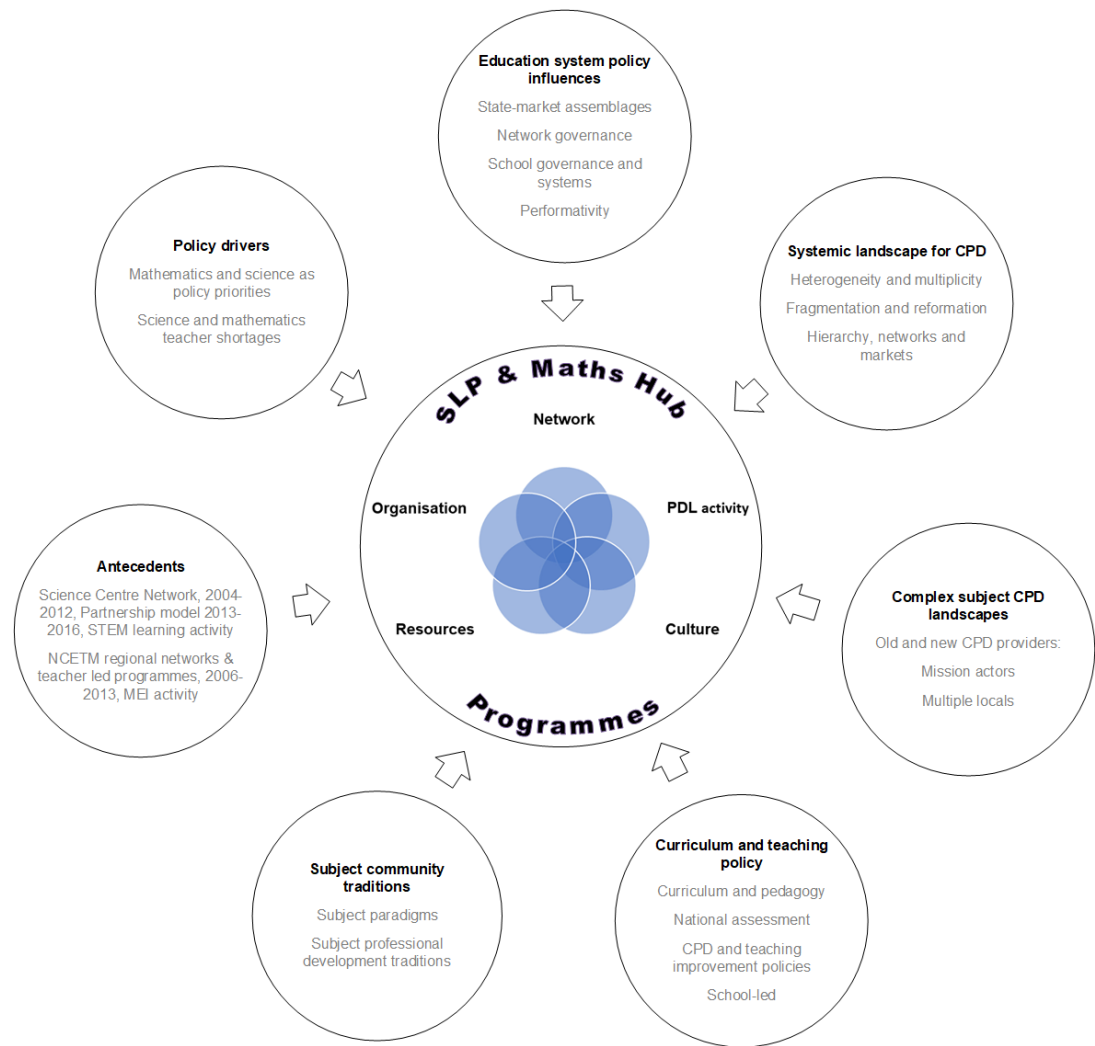 Education system policy
influences
State-market assemblages
Network governance
School governance and
systems
Performativity
Policy drivers
Mathematics and science as
policy priorities
Science and mathematics
teacher shortages
Systemic landscape for CPD
Heterogeneity and multiplicity
Fragmentation and reformation
Hierarchy, networks and
markets
SLP & Maths Hub
Network
Organisation
PDL activity
Resources
Culture
Programmes
Antecedents
Science Centre Network, 2004-
2012, Partnership model 2013-
2016, STEM learning activity
NCETM regional networks &
teacher led programmes, 2006-
2013, MEI activity
Complex subject CPD
landscapes
Old and new CPD providers:
Mission actors
Multiple locals
Subject community
traditions
Subject paradigms
Subject professional
development traditions
Curriculum and teaching
policy
Curriculum and pedagogy
National assessment
CPD and teaching
improvement policies
School-led